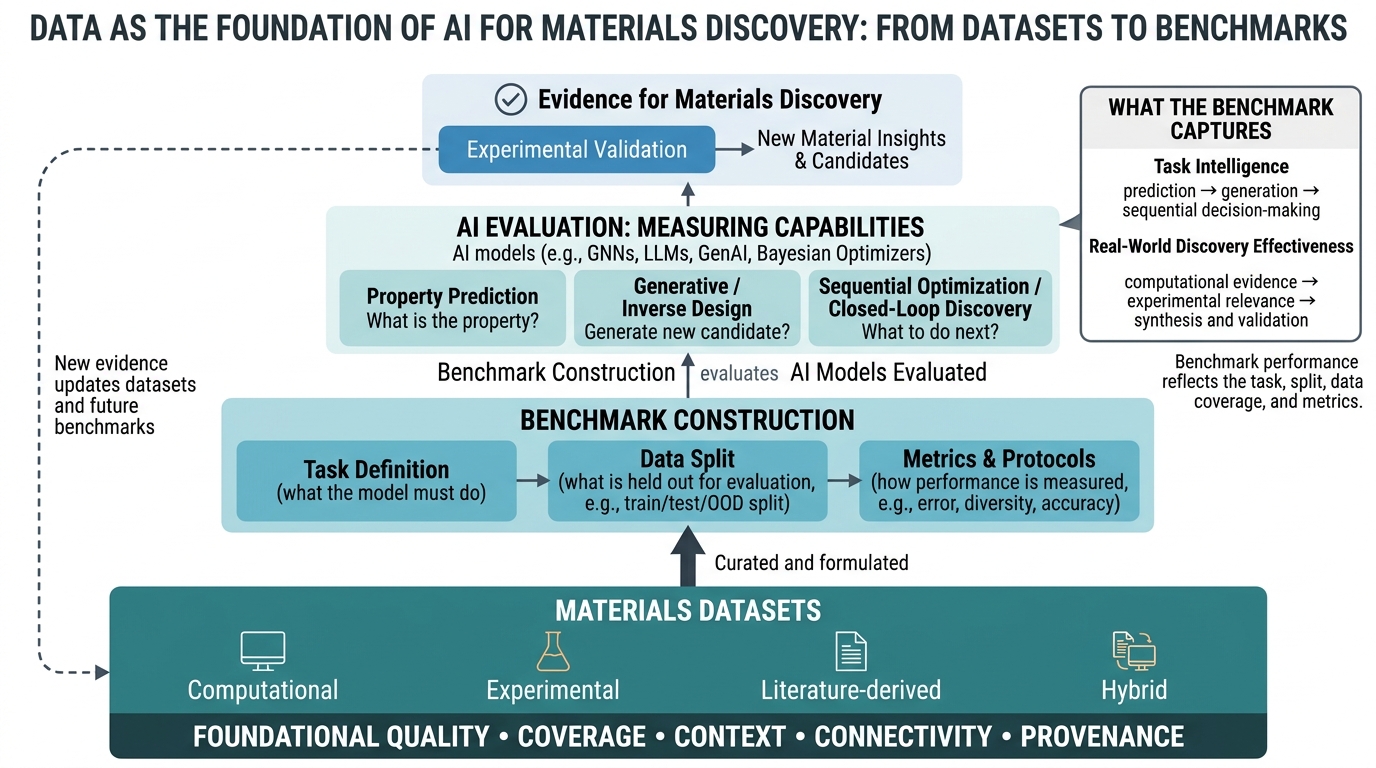 DATA AS THE FOUNDATION OF AI FOR MATERIALS DISCOVERY: FROM DATASETS TO BENCHMARKS
Evidence for Materials Discovery
Experimental Validation
New Material Insights
& Candidates
WHAT THE BENCHMARK
CAPTURES
Task Intelligence
prediction → generation →
sequential decision-making
Real-World Discovery Effectiveness
computational evidence →
experimental relevance →
synthesis and validation
Benchmark performance
reflects the task, split, data
coverage, and metrics.
AI EVALUATION: MEASURING CAPABILITIES
AI models (e.g., GNNs, LLMs, GenAI, Bayesian Optimizers)
Property Prediction
What is the property?
Generative /
Inverse Design
Generate new candidate?
Sequential Optimization /
Closed-Loop Discovery
What to do next?
Benchmark Construction
evaluates
AI Models Evaluated
New evidence
updates datasets
and future
benchmarks
BENCHMARK CONSTRUCTION
Task Definition
(what the model must do)
Data Split
(what is held out for evaluation,
e.g., train/test/OOD split)
Metrics & Protocols
(how performance is measured,
e.g., error, diversity, accuracy)
Curated and formulated
MATERIALS DATASETS
Computational
Experimental
Literature-derived
Hybrid
FOUNDATIONAL QUALITY • COVERAGE • CONTEXT • CONNECTIVITY • PROVENANCE